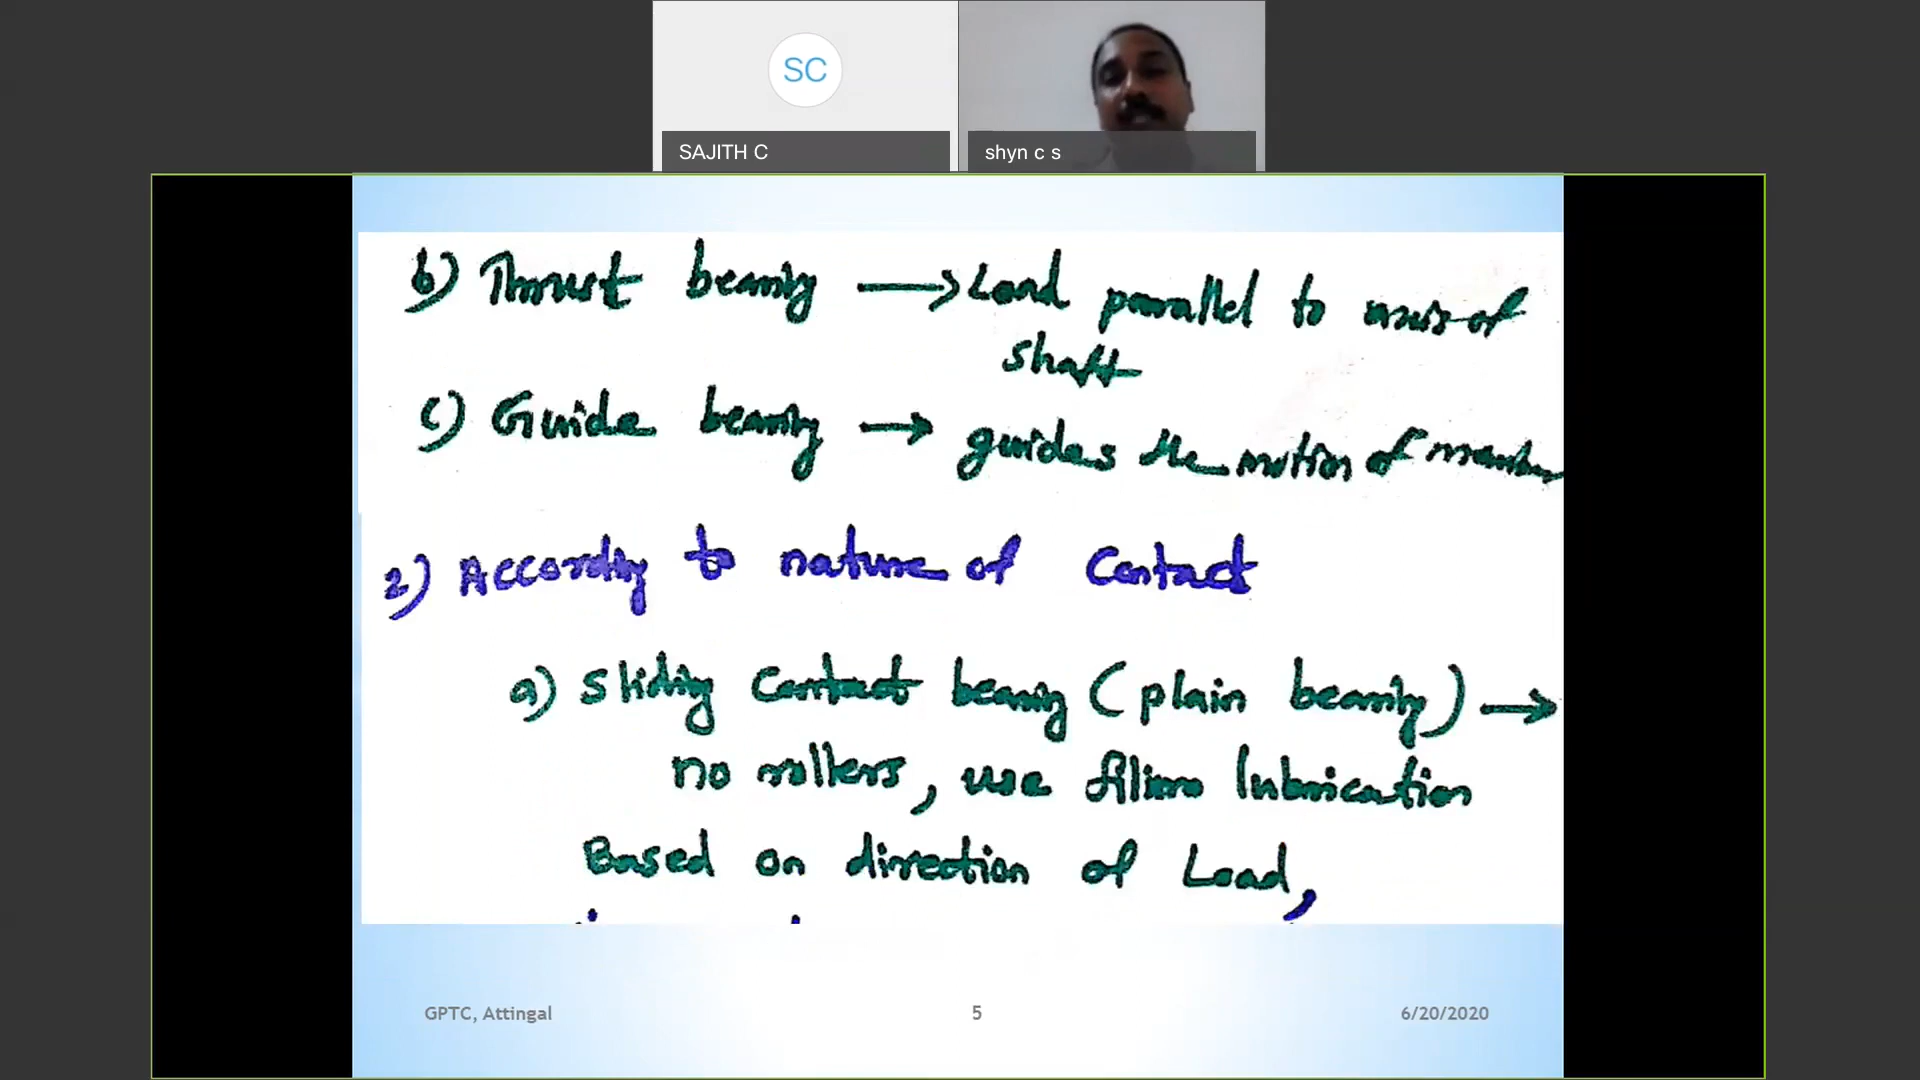 SC
SAJITH C
shyn c s
b) Thrust bearing → Load parallel to axis of
shaft
c) Guide bearing → guides the motion of member
2) According to nature of Contact
a) Sliding Contact bearing (plain bearing) →
no rollers, use film lubrication
Based on direction of Load,
GPTC, Attingal
5
6/20/2020